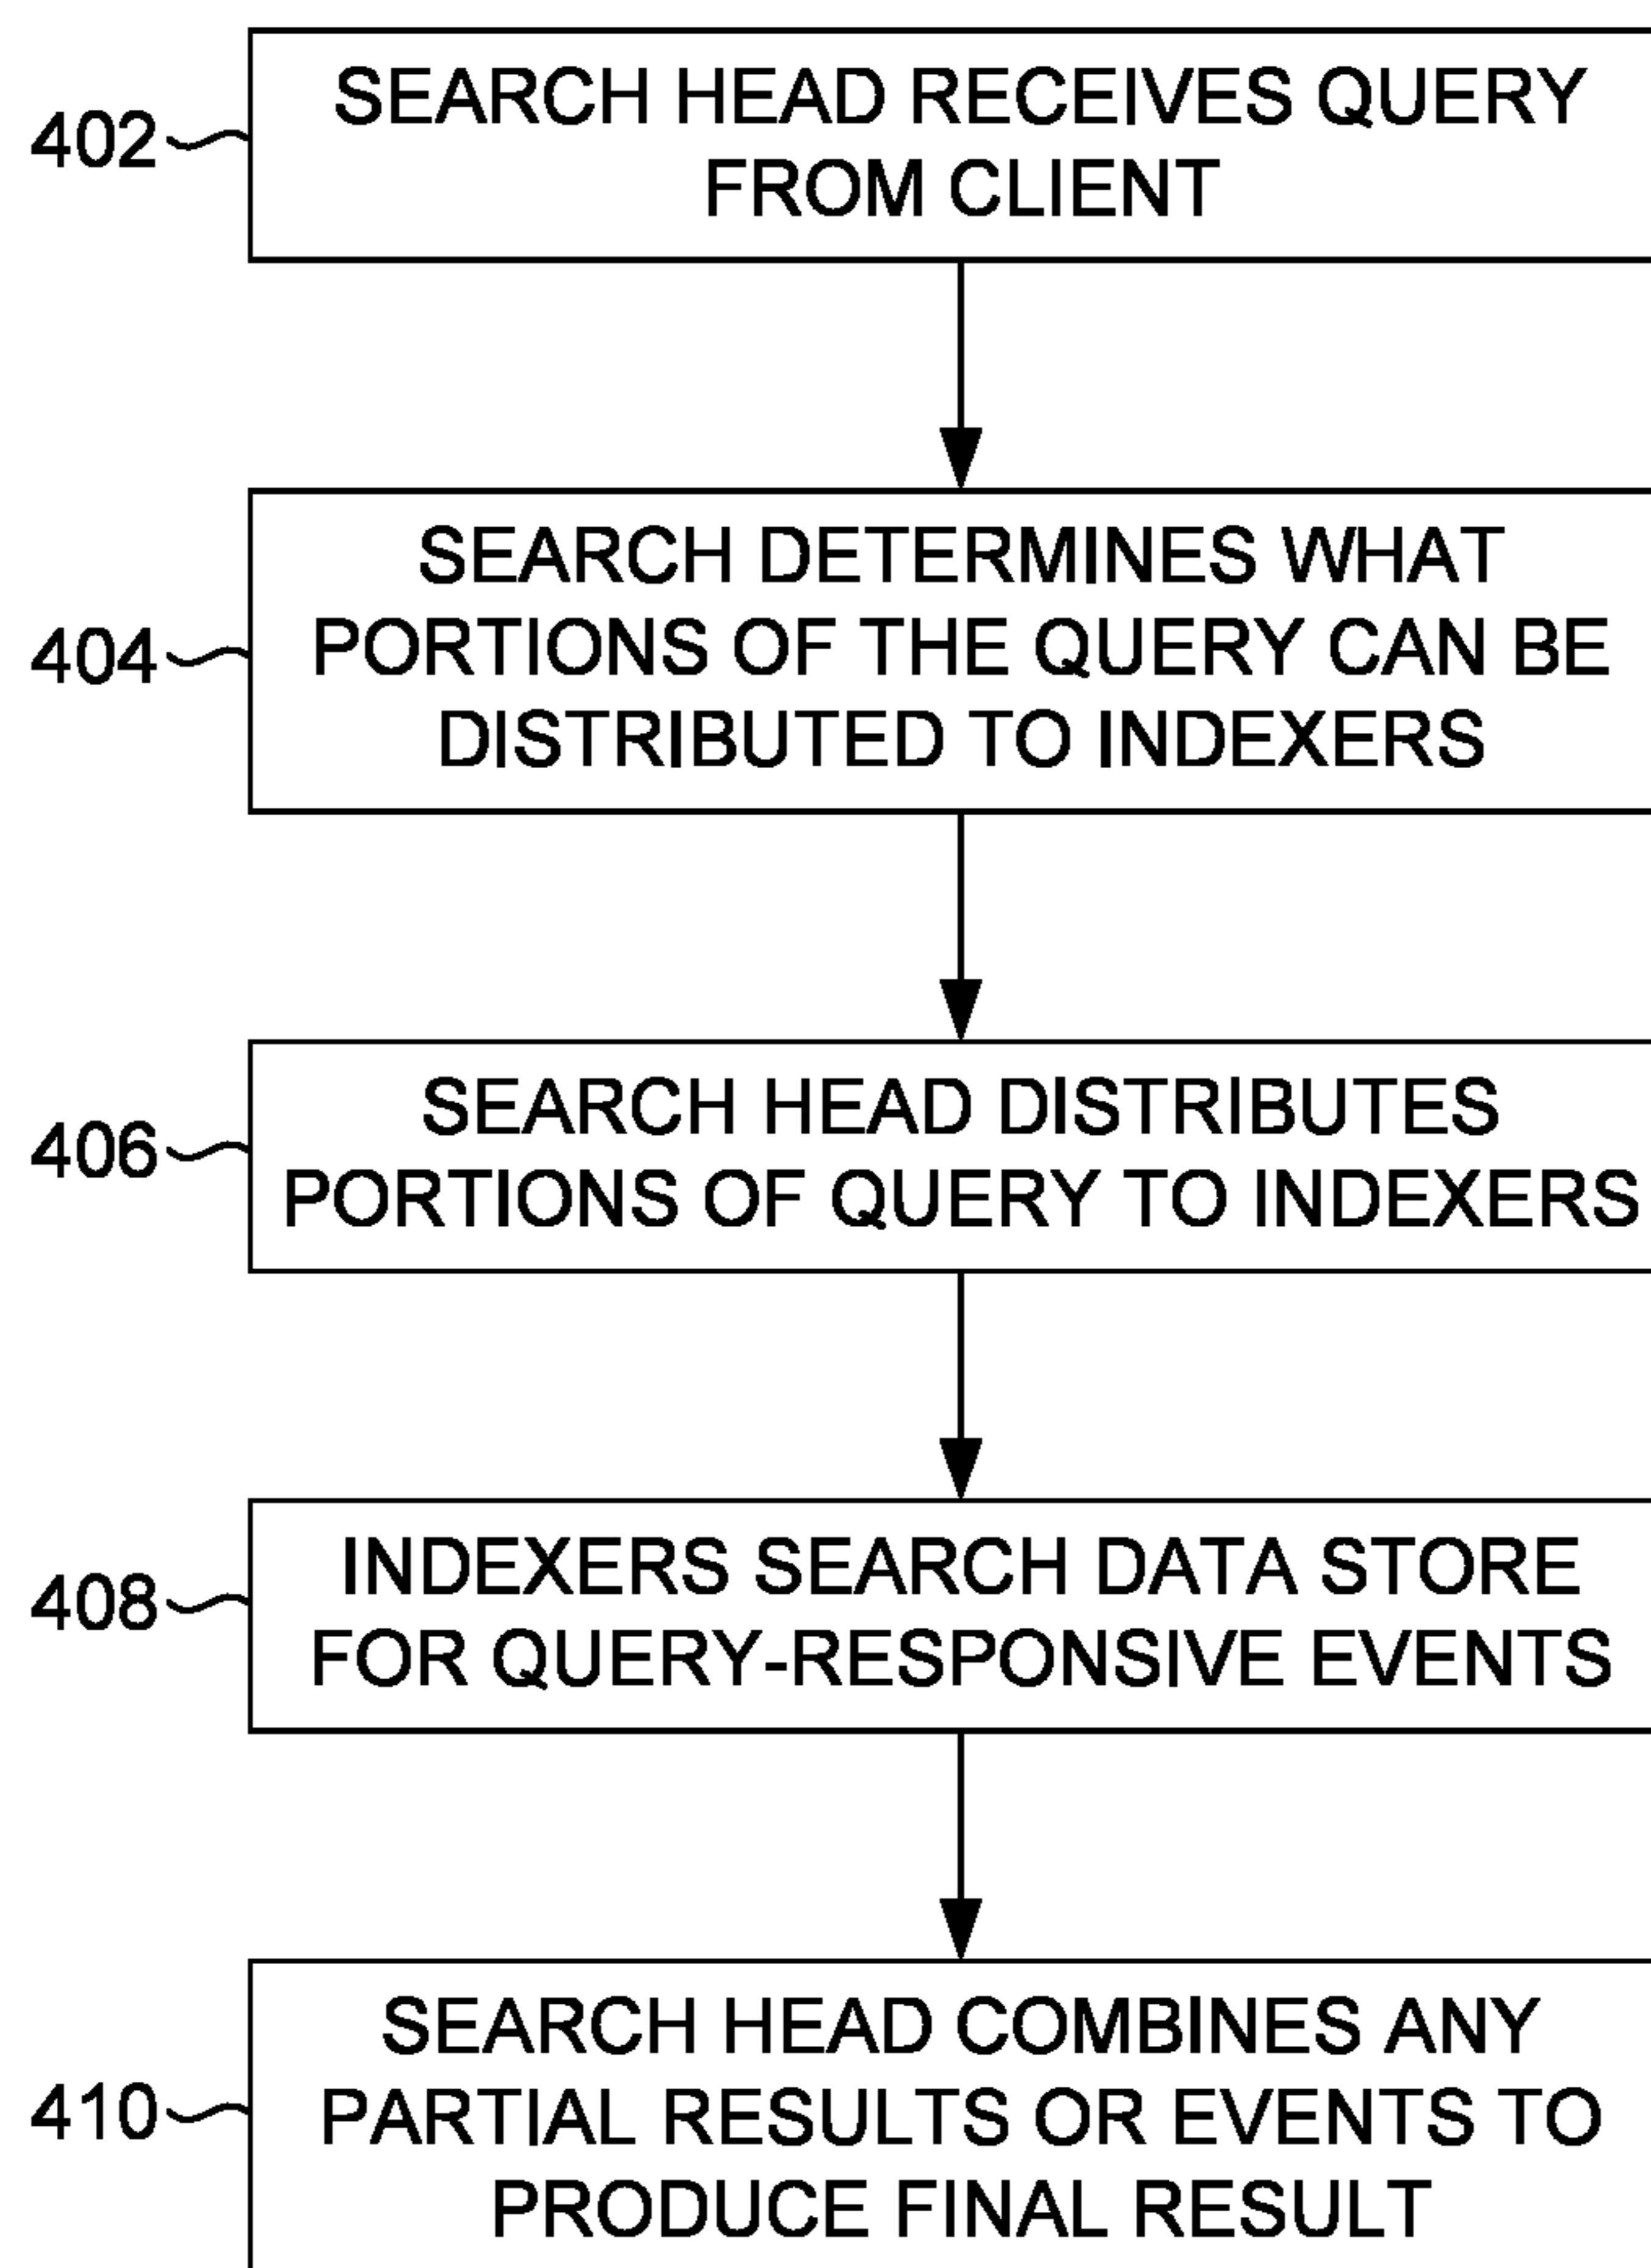 SEARCH HEAD RECEIVES QUERY
FROM CLIENT
402
SEARCH DETERMINES WHAT
PORTIONS OF THE QUERY CAN BE
DISTRIBUTED TO INDEXERS
404
SEARCH HEAD DISTRIBUTES
PORTIONS OF QUERY TO INDEXERS
406
INDEXERS SEARCH DATA STORE
FOR QUERY-RESPONSIVE EVENTS
408
SEARCH HEAD COMBINES ANY
PARTIAL RESULTS OR EVENTS TO
PRODUCE FINAL RESULT
410